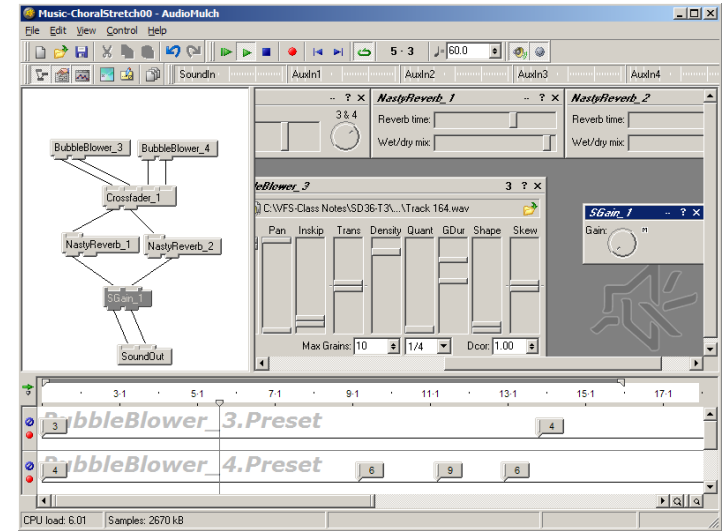 Music-ChoralStretch00 - AudioMulch
File Edit View Control Help
5 · 3 60.0
SoundIn AuxIn1 AuxIn2 AuxIn3 AuxIn4
BubbleBlower_3 BubbleBlower_4
Crossfader_1
NastyReverb_1 NastyReverb_2
SGain_1
SoundOut
3 & 4
NastyReverb_1 ? X
Reverb time:
Wet/dry mix:
NastyReverb_2
Reverb time:
Wet/dry mix:
leBlower_3 3 ? X
C:\VFS-Class Notes\SD36-T3\...\Track 164.wav
Pan Inskip Trans Density Quant GDur Shape Skew
Max Grains: 10 1/4 Dcor: 1.00
SGain_1 ? X
Gain:
3·1 5·1 7·1 9·1 11·1 13·1 15·1 17·1
BubbleBlower_3.Preset
3 4
BubbleBlower_4.Preset
4 6 9 6
CPU load: 6.01 Samples: 2670 kB